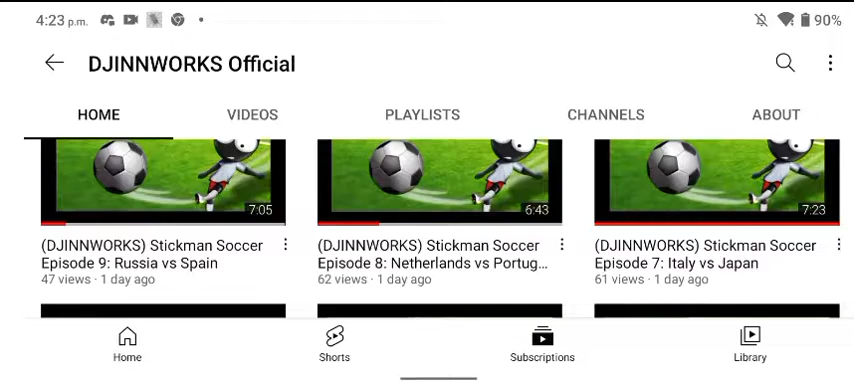 4:23 p.m.
90%
DJINNWORKS Official
HOME
VIDEOS
PLAYLISTS
CHANNELS
ABOUT
7:05
6:43
7:23
(DJINNWORKS) Stickman Soccer
Episode 9: Russia vs Spain
47 views · 1 day ago
(DJINNWORKS) Stickman Soccer
Episode 8: Netherlands vs Portug...
62 views · 1 day ago
(DJINNWORKS) Stickman Soccer
Episode 7: Italy vs Japan
61 views · 1 day ago
Home
Shorts
Subscriptions
Library